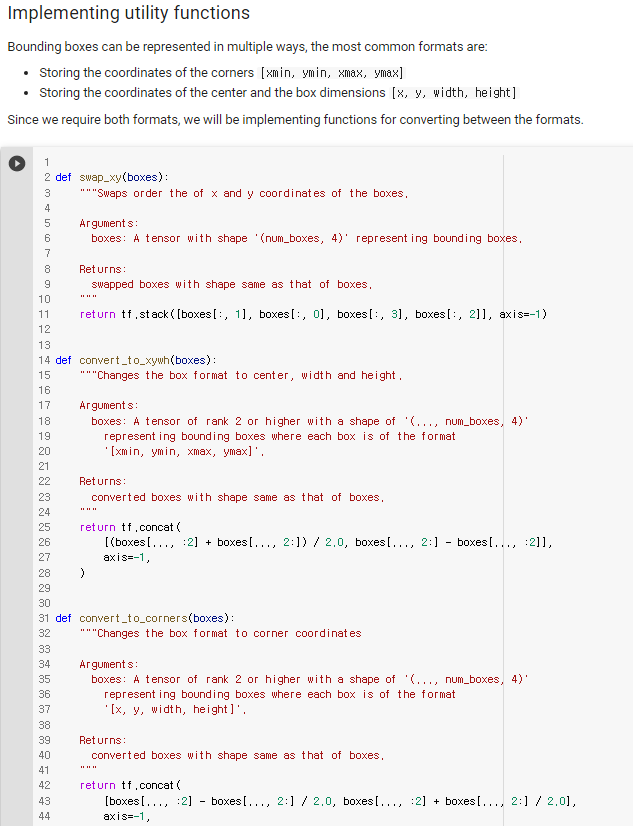 Implementing utility functions
Bounding boxes can be represented in multiple ways, the most common formats are:
• Storing the coordinates of the corners [xmin, ymin, xmax, ymax]
• Storing the coordinates of the center and the box dimensions [x, y, width, height]
Since we require both formats, we will be implementing functions for converting between the formats.
1
2 def swap_xy(boxes):
3     """Swaps order the of x and y coordinates of the boxes.
4
5     Arguments:
6       boxes: A tensor with shape '(num_boxes, 4)' representing bounding boxes.
7
8     Returns:
9       swapped boxes with shape same as that of boxes.
10     """
11     return tf.stack([boxes[:, 1], boxes[:, 0], boxes[:, 3], boxes[:, 2]], axis=-1)
12
13
14 def convert_to_xywh(boxes):
15     """Changes the box format to center, width and height.
16
17     Arguments:
18       boxes: A tensor of rank 2 or higher with a shape of '(..., num_boxes, 4)'
19         representing bounding boxes where each box is of the format
20         '[xmin, ymin, xmax, ymax]'.
21
22     Returns:
23       converted boxes with shape same as that of boxes.
24     """
25     return tf.concat(
26         [(boxes[..., :2] + boxes[..., 2:]) / 2.0, boxes[..., 2:] - boxes[..., :2]],
27         axis=-1,
28     )
29
30
31 def convert_to_corners(boxes):
32     """Changes the box format to corner coordinates
33
34     Arguments:
35       boxes: A tensor of rank 2 or higher with a shape of '(..., num_boxes, 4)'
36         representing bounding boxes where each box is of the format
37         '[x, y, width, height]'.
38
39     Returns:
40       converted boxes with shape same as that of boxes.
41     """
42     return tf.concat(
43         [boxes[..., :2] - boxes[..., 2:] / 2.0, boxes[..., :2] + boxes[..., 2:] / 2.0],
44         axis=-1,